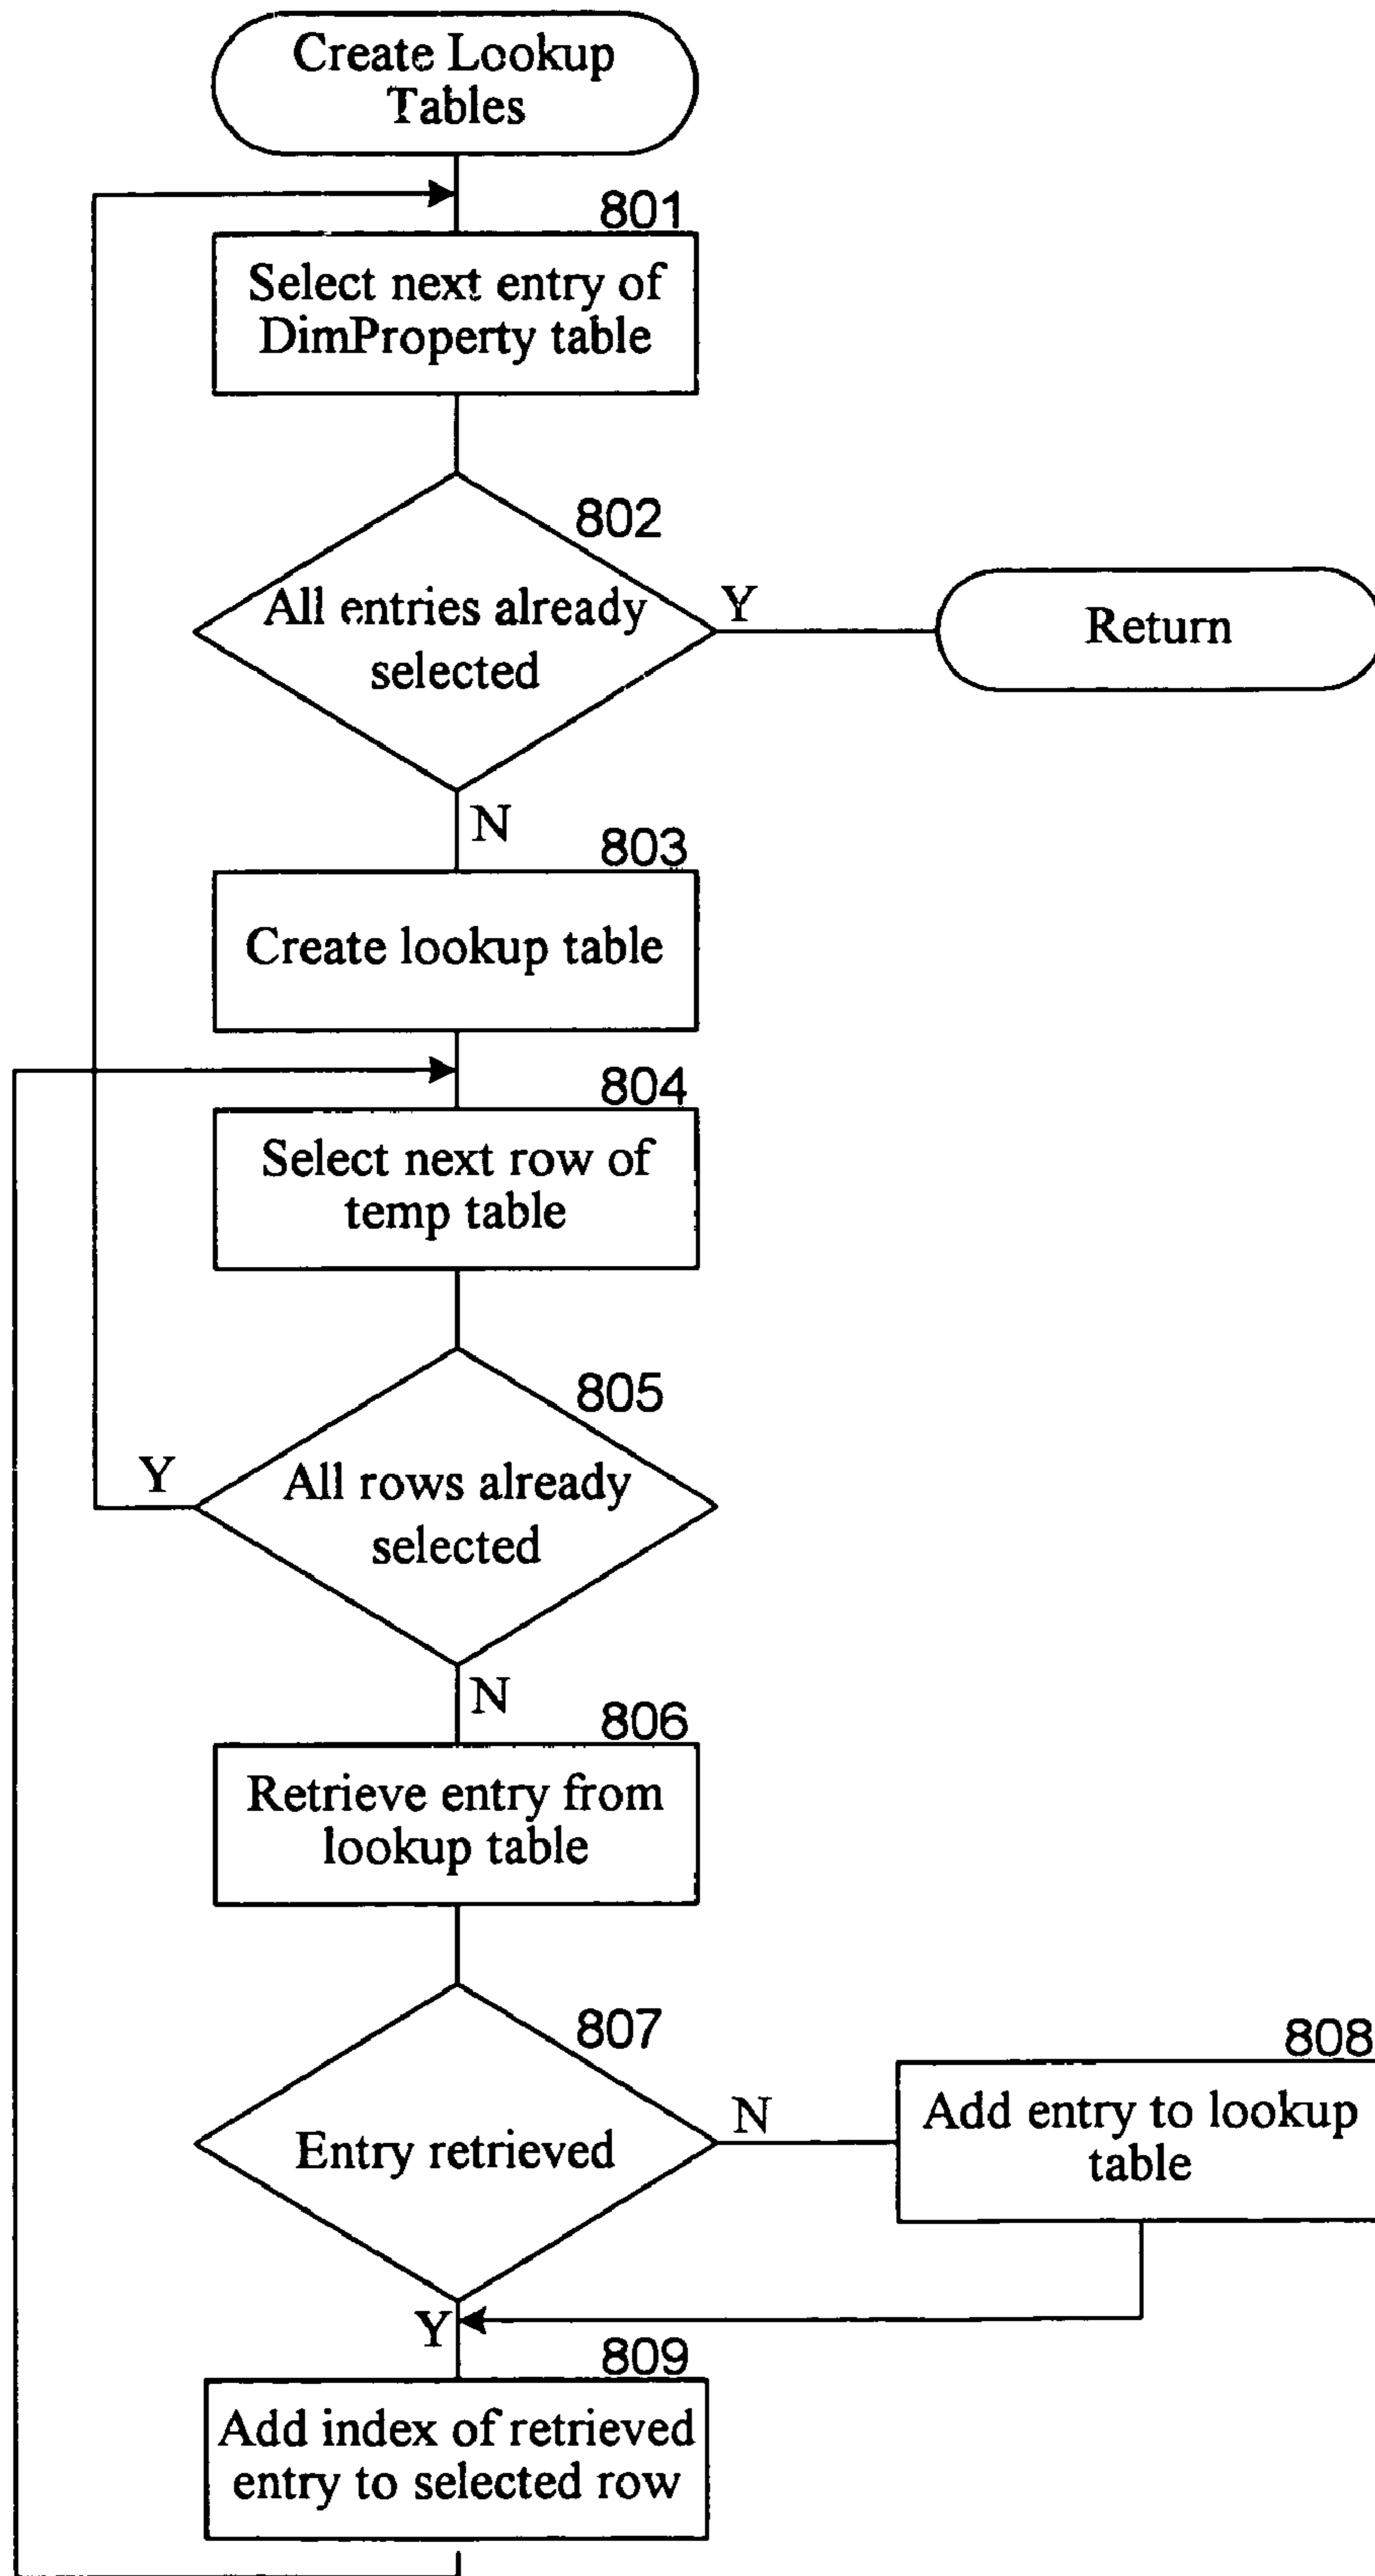 Create Lookup
Tables
801
Select next entry of
DimProperty table
802
All entries already
selected
Y
Return
N
803
Create lookup table
804
Select next row of
temp table
805
Y
All rows already
selected
N
806
Retrieve entry from
lookup table
807
Entry retrieved
N
808
Add entry to lookup
table
Y
809
Add index of retrieved
entry to selected row